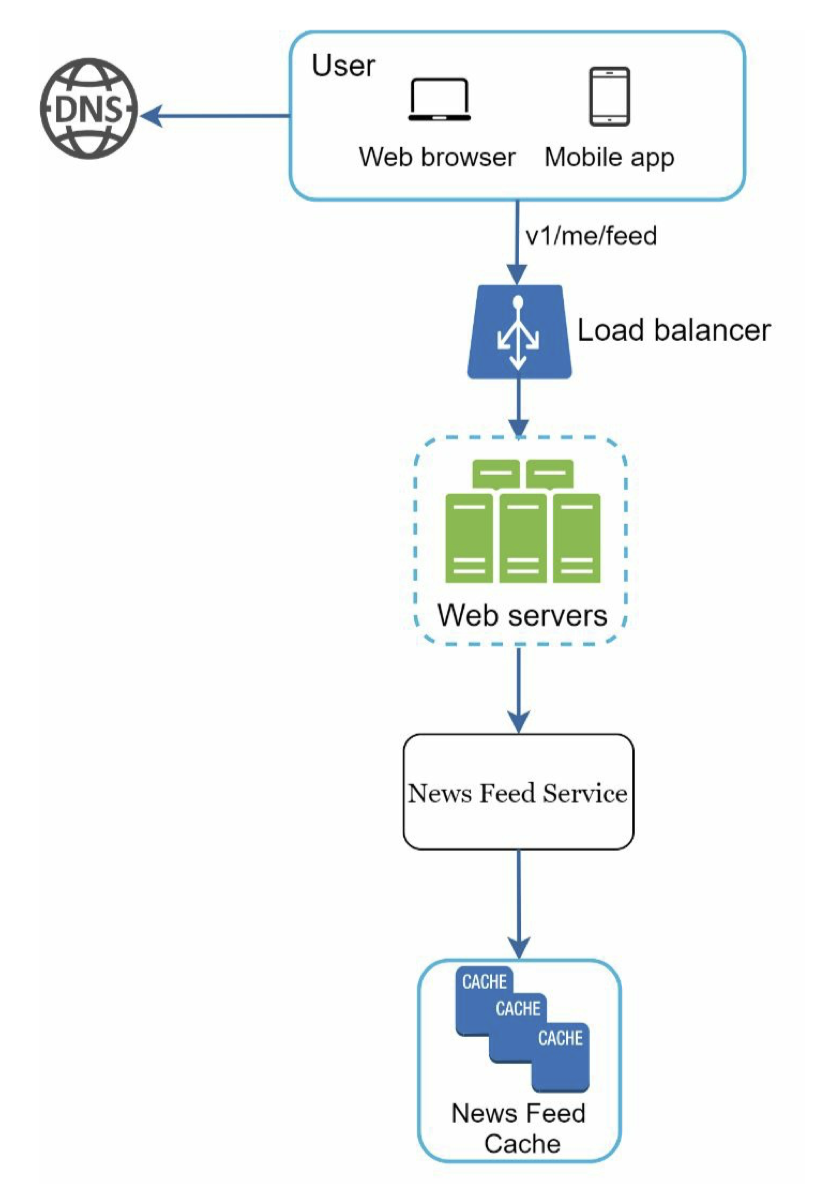 User
DNS
Web browser
Mobile app
v1/me/feed
Load balancer
Web servers
News Feed Service
CACHE
CACHE
CACHE
News Feed
Cache